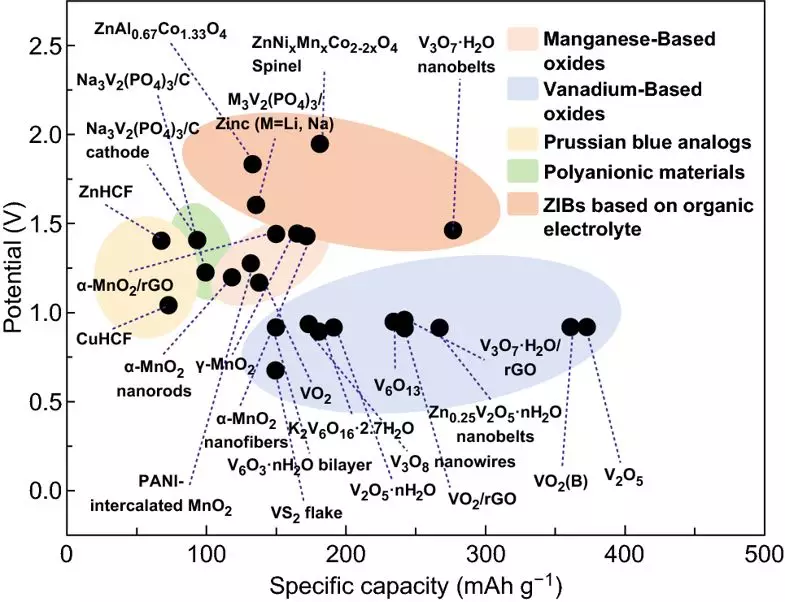 ZnAl0.67Co1.33O4
ZnNixMnxCo2-2xO4
Spinel
V3O7·H2O
nanobelts
Na3V2(PO4)3/C
M3V2(PO4)3/
Zinc (M=Li, Na)
Na3V2(PO4)3/C
cathode
ZnHCF
α-MnO2/rGO
CuHCF
α-MnO2
nanorods
γ-MnO2
VO2
V6O13
V3O7·H2O/
rGO
Zn0.25V2O5·nH2O
nanobelts
α-MnO2
nanofibers
K2V6O16·2.7H2O
V6O3·nH2O bilayer
V3O8 nanowires
PANI-
intercalated MnO2
VS2 flake
V2O5·nH2O
VO2/rGO
VO2(B)
V2O5
Manganese-Based
oxides
Vanadium-Based
oxides
Prussian blue analogs
Polyanionic materials
ZIBs based on organic
electrolyte
Potential (V)
2.5
2.0
1.5
1.0
0.5
0.0
0 100 200 300 400 500
Specific capacity (mAh g−1)